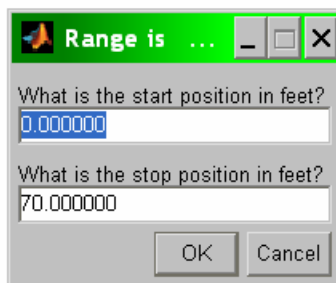 Range is ...
What is the start position in feet?
0.000000
What is the stop position in feet?
70.000000
OK Cancel